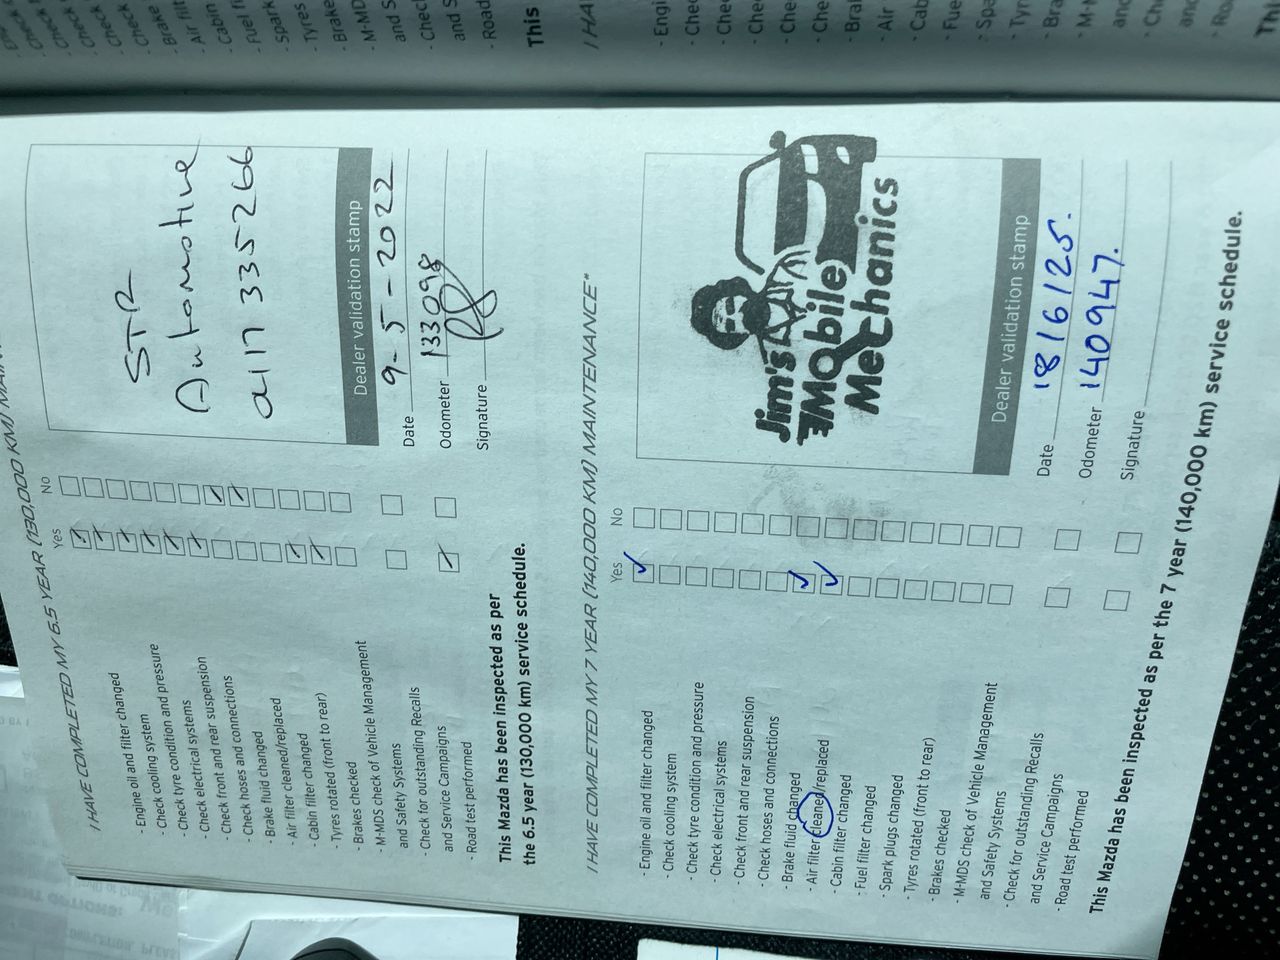 I HAVE COMPLETED MY 6.5 YEAR (130,000 KM)
Yes No
- Engine oil and filter changed
- Check cooling system
- Check tyre condition and pressure
- Check electrical systems
- Check front and rear suspension
- Check hoses and connections
- Brake fluid changed
- Air filter cleaned/replaced
- Cabin filter changed
- Tyres rotated (front to rear)
- Brakes checked
- M-MDS check of Vehicle Management
and Safety Systems
- Check for outstanding Recalls
and Service Campaigns
- Road test performed
This Mazda has been inspected as per
the 6.5 year (130,000 km) service schedule.
STR
Automotive
0117 335266
Dealer validation stamp
Date 9-5-2022
Odometer 133098
Signature
I HAVE COMPLETED MY 7 YEAR (140,000 KM) MAINTENANCE*
Yes No
- Engine oil and filter changed
- Check cooling system
- Check tyre condition and pressure
- Check electrical systems
- Check front and rear suspension
- Check hoses and connections
- Brake fluid changed
- Air filter cleaned/replaced
- Cabin filter changed
- Fuel filter changed
- Spark plugs changed
- Tyres rotated (front to rear)
- Brakes checked
- M-MDS check of Vehicle Management
and Safety Systems
- Check for outstanding Recalls
and Service Campaigns
- Road test performed
This Mazda has been inspected as per the 7 year (140,000 km) service schedule.
Jim's
Mobile
Mechanics
Dealer validation stamp
Date 18/6/25.
Odometer 140947.
Signature